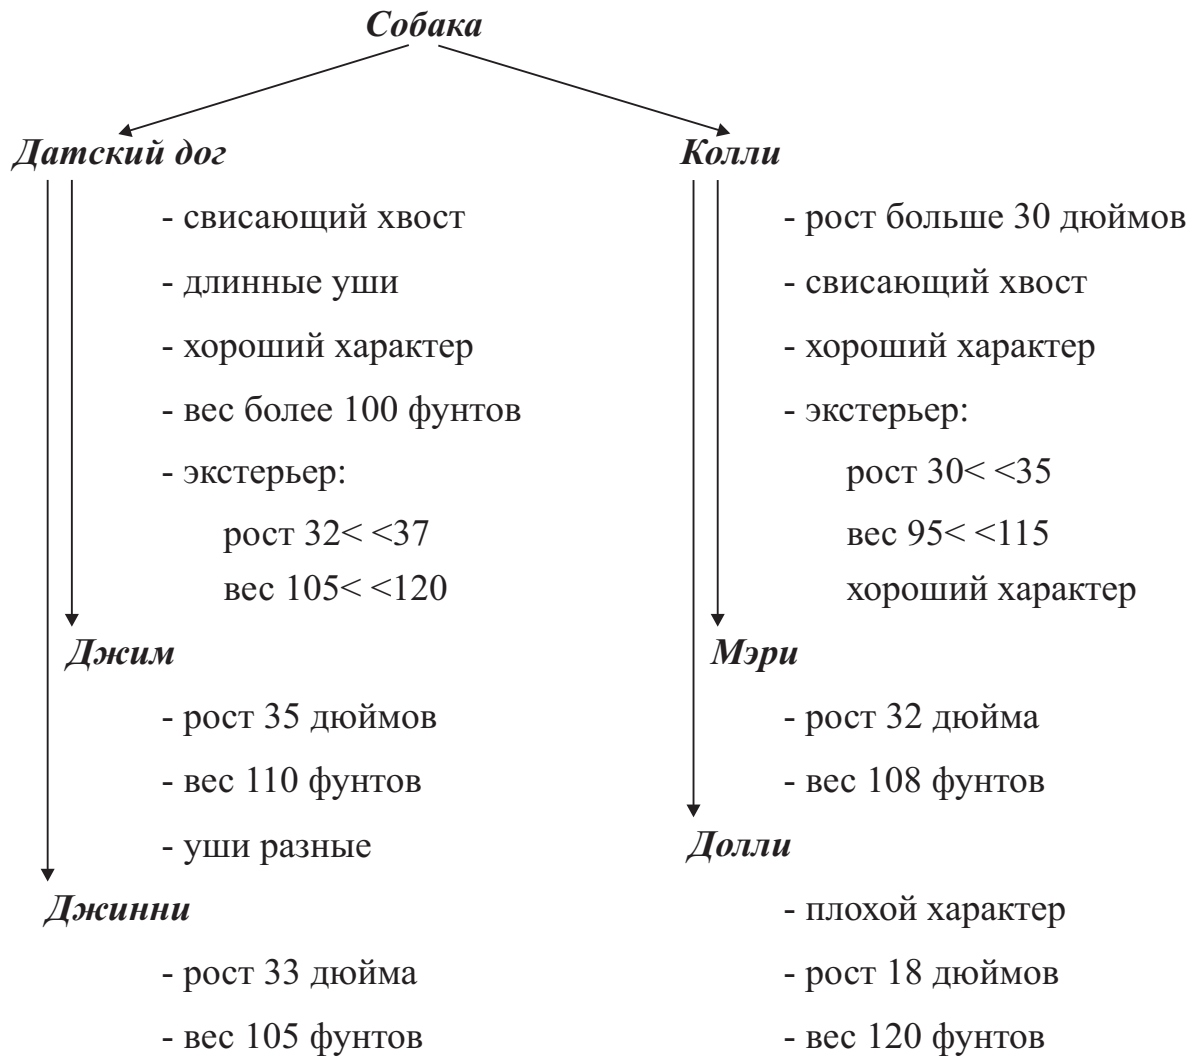 Собака
Датский дог
- свисающий хвост
- длинные уши
- хороший характер
- вес более 100 фунтов
- экстерьер:
рост 32< <37
вес 105< <120
Джим
- рост 35 дюймов
- вес 110 фунтов
- уши разные
Джинни
- рост 33 дюйма
- вес 105 фунтов
Колли
- рост больше 30 дюймов
- свисающий хвост
- хороший характер
- экстерьер:
рост 30< <35
вес 95< <115
хороший характер
Мэри
- рост 32 дюйма
- вес 108 фунтов
Долли
- плохой характер
- рост 18 дюймов
- вес 120 фунтов